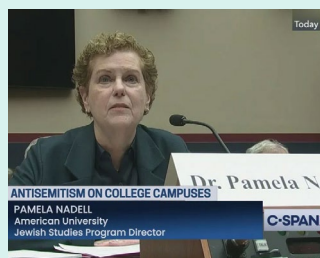 Today
Dr. Pamela N
ANTISEMITISM ON COLLEGE CAMPUSES
PAMELA NADELL
American University
Jewish Studies Program Director
C-SPAN